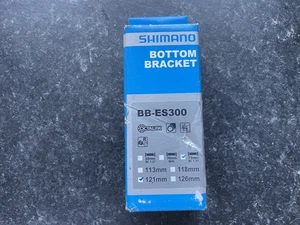 SHIMANO
BOTTOM
BRACKET
BB-ES300
113mm 118mm
121mm 126mm